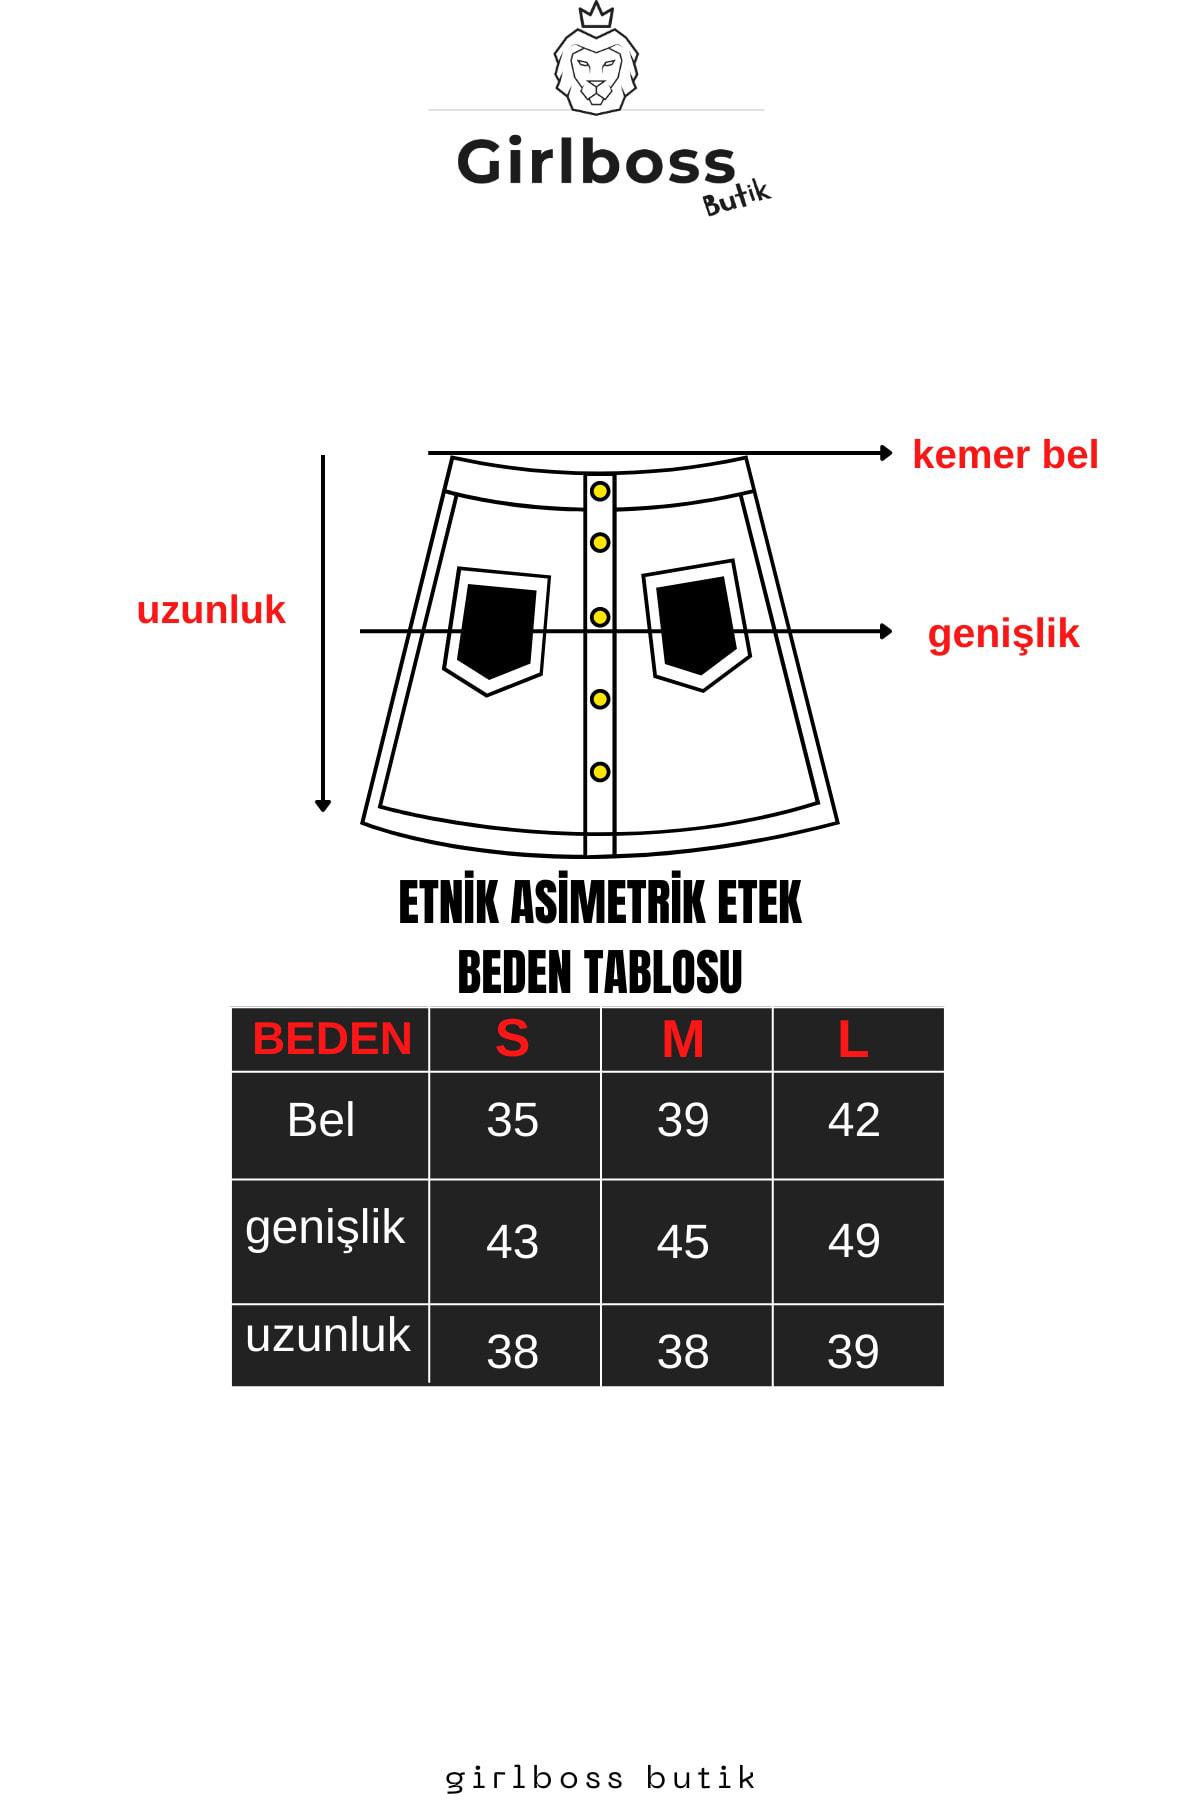 Girlboss
Butik
kemer bel
uzunluk
genişlik
ETNİK ASİMETRİK ETEK
BEDEN TABLOSU
BEDEN S M L
Bel 35 39 42
genişlik 43 45 49
uzunluk 38 38 39
girlboss butik